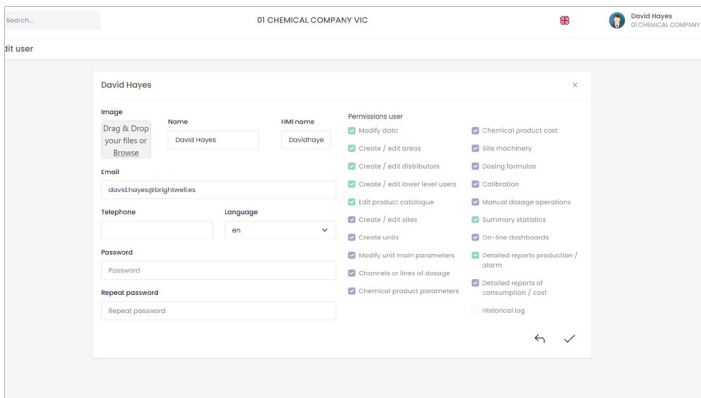 Search...
01 CHEMICAL COMPANY VIC
David Hayes
01 CHEMICAL COMPANY
dit user
David Hayes
×
Image
Drag & Drop
your files or
Browse
Name
David Hayes
HMI name
Davidhaye
Email
david.hayes@brightwell.es
Telephone
Language
en
Password
Password
Repeat password
Repeat password
Permissions user
Modify data
Create / edit areas
Create / edit distributors
Create / edit lower level users
Edit product catalogue
Create / edit sites
Create units
Modify unit main parameters
Channels or lines of dosage
Chemical product parameters
Chemical product cost
Site machinery
Dosing formulas
Calibration
Manual dosage operations
Summary statistics
On-line dashboards
Detailed reports production /
alarm
Detailed reports of
consumption / cost
Historical log